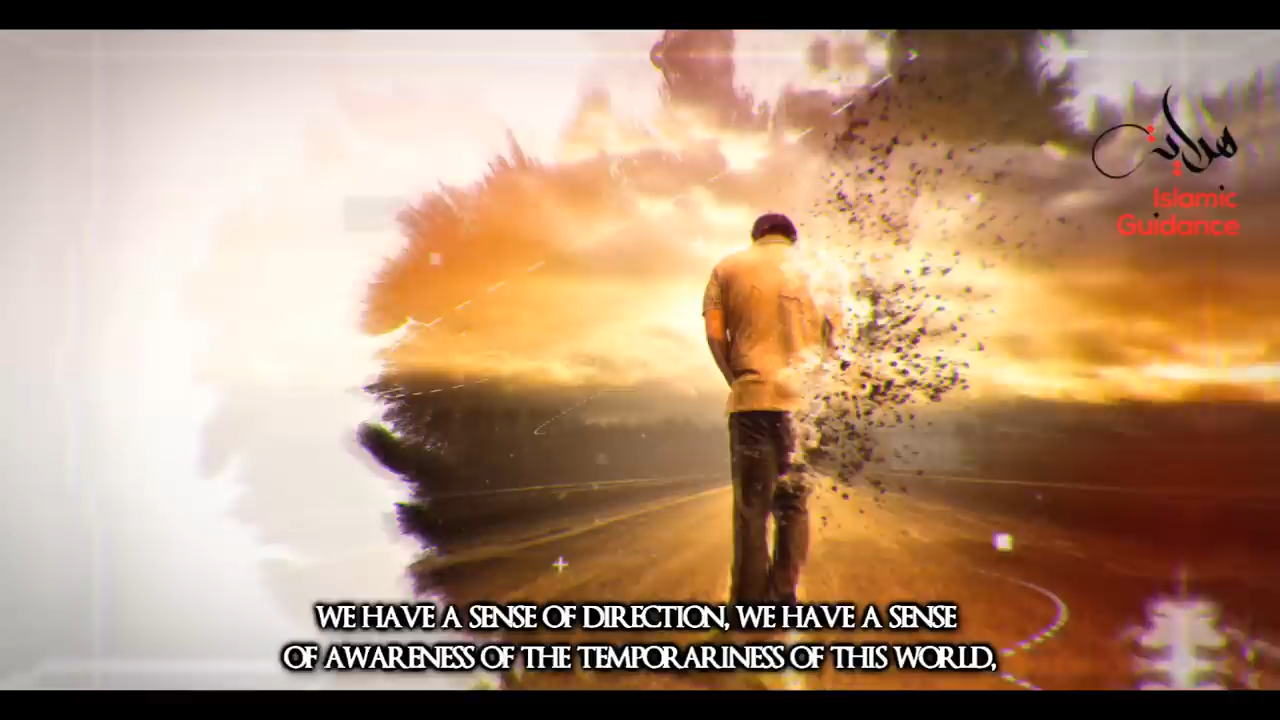 هداية
Islamic
Guidance
WE HAVE A SENSE OF DIRECTION, WE HAVE A SENSE
OF AWARENESS OF THE TEMPORARINESS OF THIS WORLD,